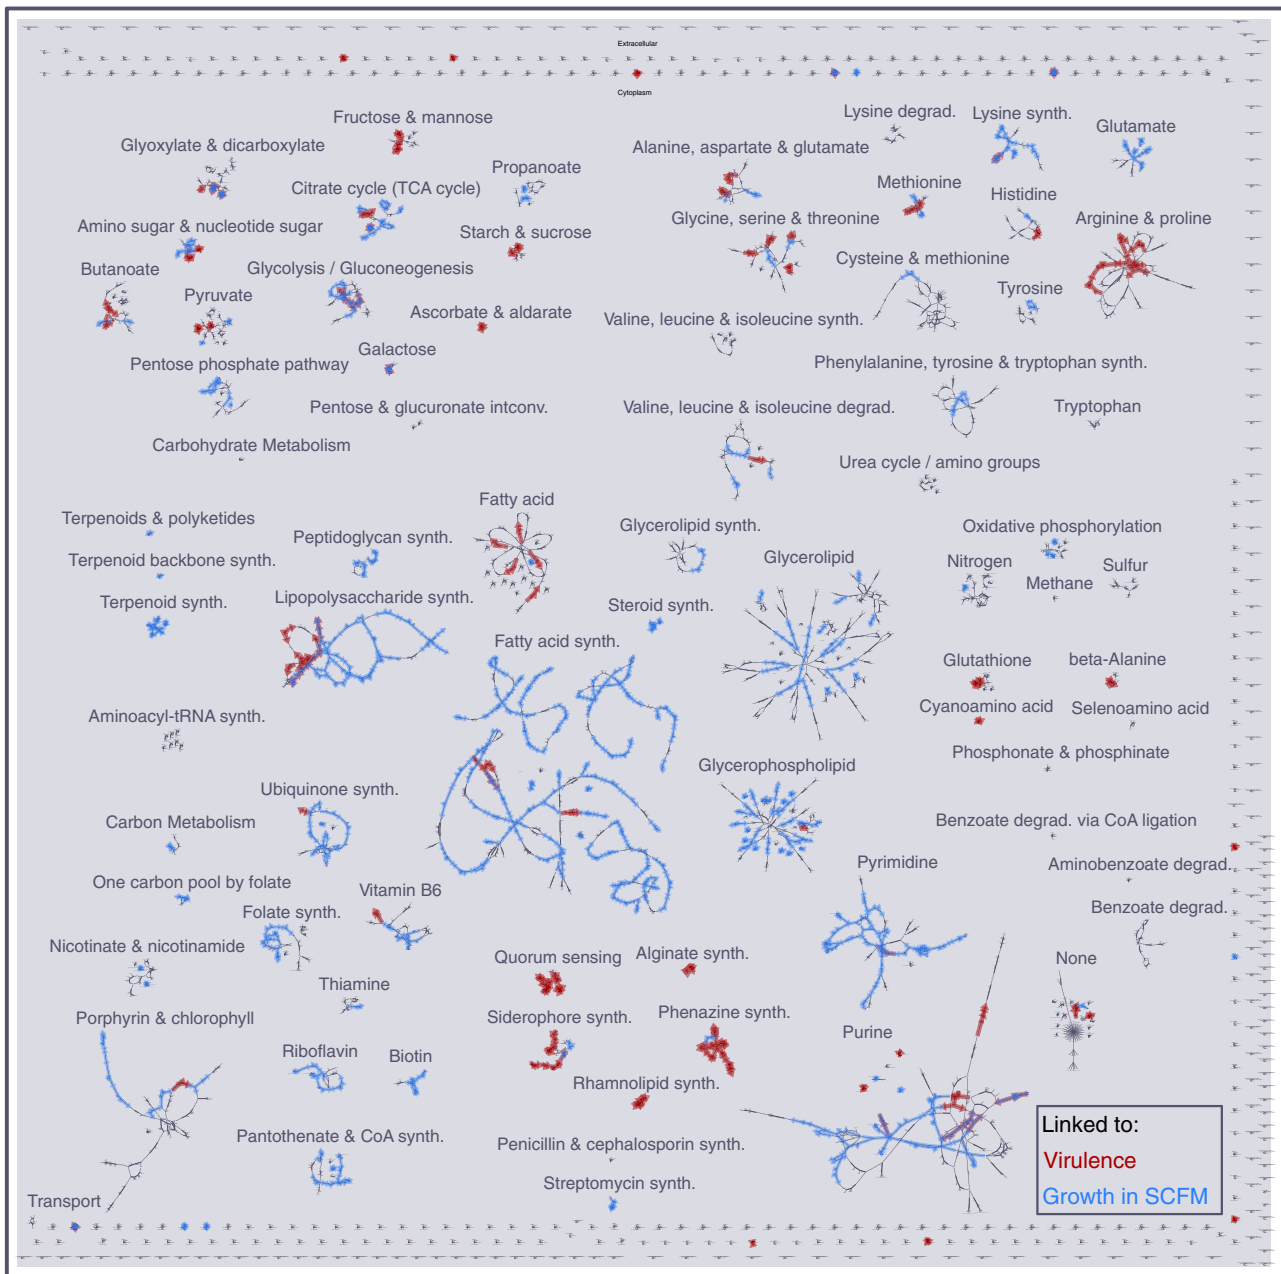 Extracellular
Cytoplasm
Fructose & mannose
Glyoxylate & dicarboxylate
Citrate cycle (TCA cycle)
Propanoate
Amino sugar & nucleotide sugar
Starch & sucrose
Butanoate
Glycolysis / Gluconeogenesis
Pyruvate
Ascorbate & aldarate
Galactose
Pentose phosphate pathway
Pentose & glucuronate intconv.
Carbohydrate Metabolism
Lysine degrad.
Lysine synth.
Glutamate
Alanine, aspartate & glutamate
Methionine
Histidine
Glycine, serine & threonine
Arginine & proline
Cysteine & methionine
Tyrosine
Valine, leucine & isoleucine synth.
Phenylalanine, tyrosine & tryptophan synth.
Valine, leucine & isoleucine degrad.
Tryptophan
Urea cycle / amino groups
Fatty acid
Terpenoids & polyketides
Peptidoglycan synth.
Terpenoid backbone synth.
Terpenoid synth.
Lipopolysaccharide synth.
Glycerolipid synth.
Glycerolipid
Steroid synth.
Fatty acid synth.
Oxidative phosphorylation
Nitrogen
Methane
Sulfur
Glutathione
beta-Alanine
Cyanoamino acid
Selenoamino acid
Phosphonate & phosphinate
Aminoacyl-tRNA synth.
Glycerophospholipid
Ubiquinone synth.
Carbon Metabolism
Benzoate degrad. via CoA ligation
Pyrimidine
Aminobenzoate degrad.
One carbon pool by folate
Vitamin B6
Folate synth.
Benzoate degrad.
Nicotinate & nicotinamide
Quorum sensing
Alginate synth.
None
Thiamine
Porphyrin & chlorophyll
Siderophore synth.
Phenazine synth.
Purine
Riboflavin
Biotin
Rhamnolipid synth.
Pantothenate & CoA synth.
Penicillin & cephalosporin synth.
Streptomycin synth.
Transport
Linked to:
Virulence
Growth in SCFM